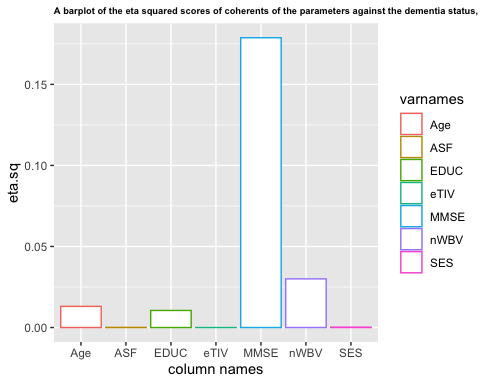 A barplot of the eta squared scores of coherents of the parameters against the dementia status,
eta.sq
0.15
0.10
0.05
0.00
Age ASF EDUC eTIV MMSE nWBV SES
column names
varnames
Age
ASF
EDUC
eTIV
MMSE
nWBV
SES